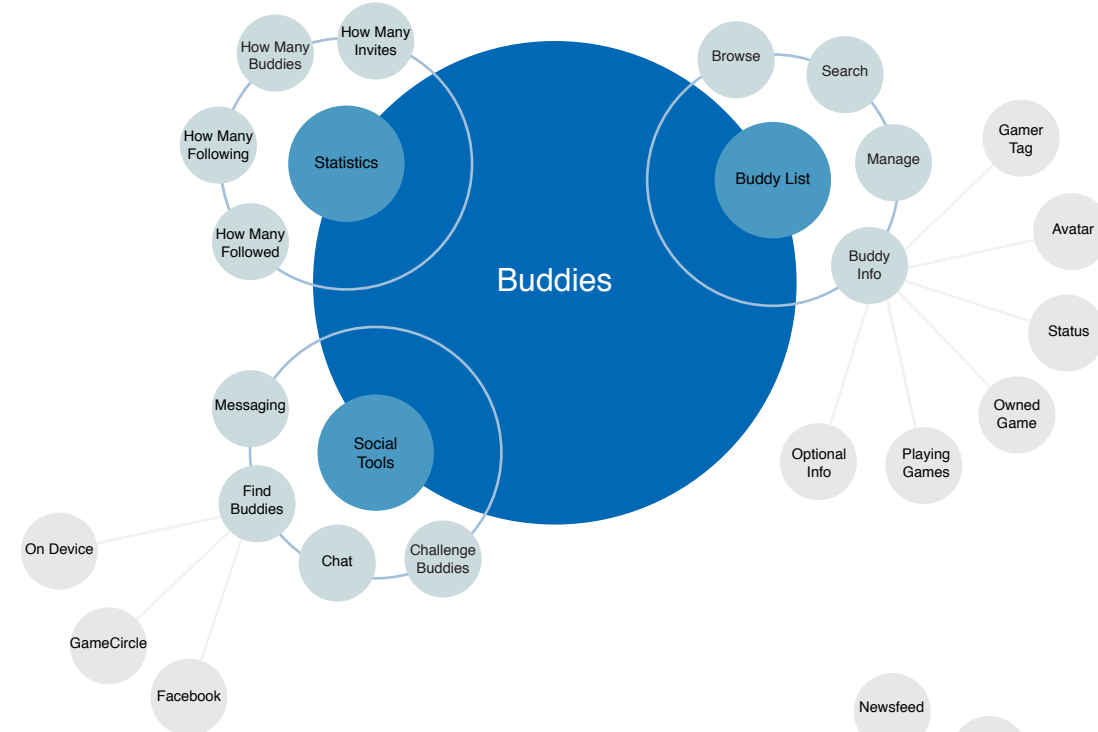 How Many
Invites
How Many
Buddies
How Many
Following
How Many
Followed
Statistics
Browse
Search
Manage
Buddy
Info
Buddy List
Gamer
Tag
Avatar
Status
Owned
Game
Playing
Games
Optional
Info
Buddies
Messaging
Social
Tools
Find
Buddies
Chat
Challenge
Buddies
On Device
GameCircle
Facebook
Newsfeed